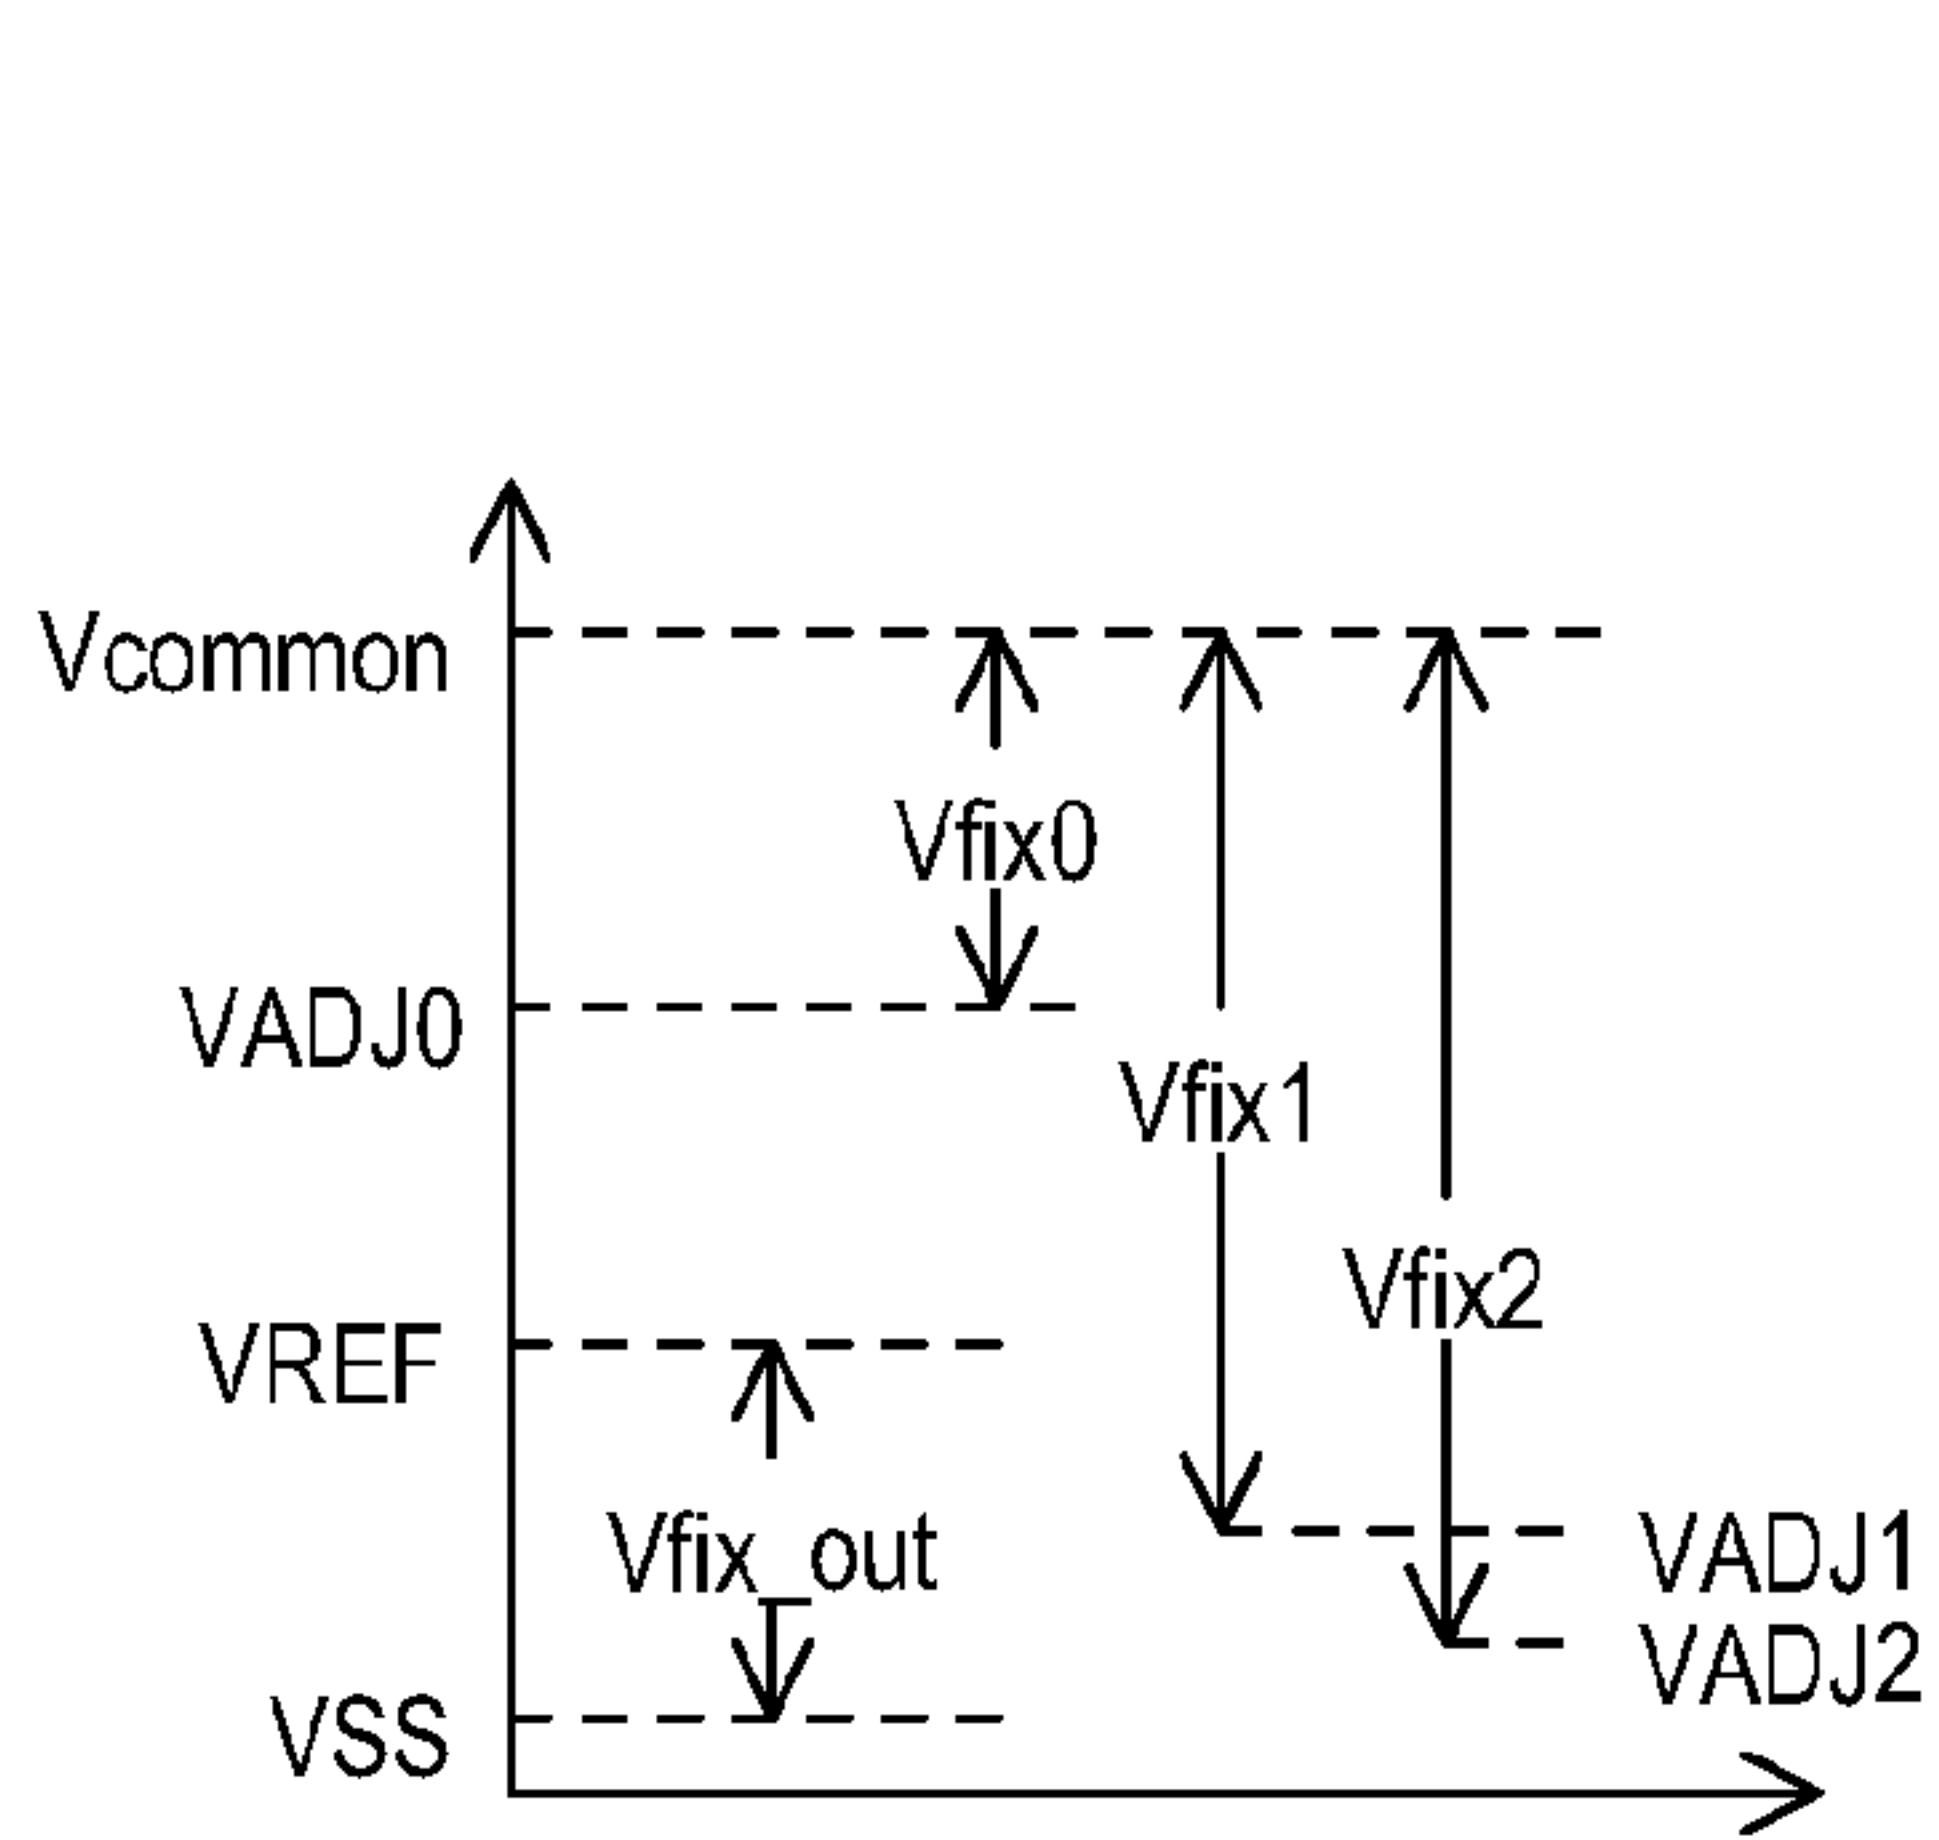 Vcommon
Vfix0
VADJ0
Vfix1
Vfix2
VREF
Vfix_out
VADJ1
VADJ2
VSS